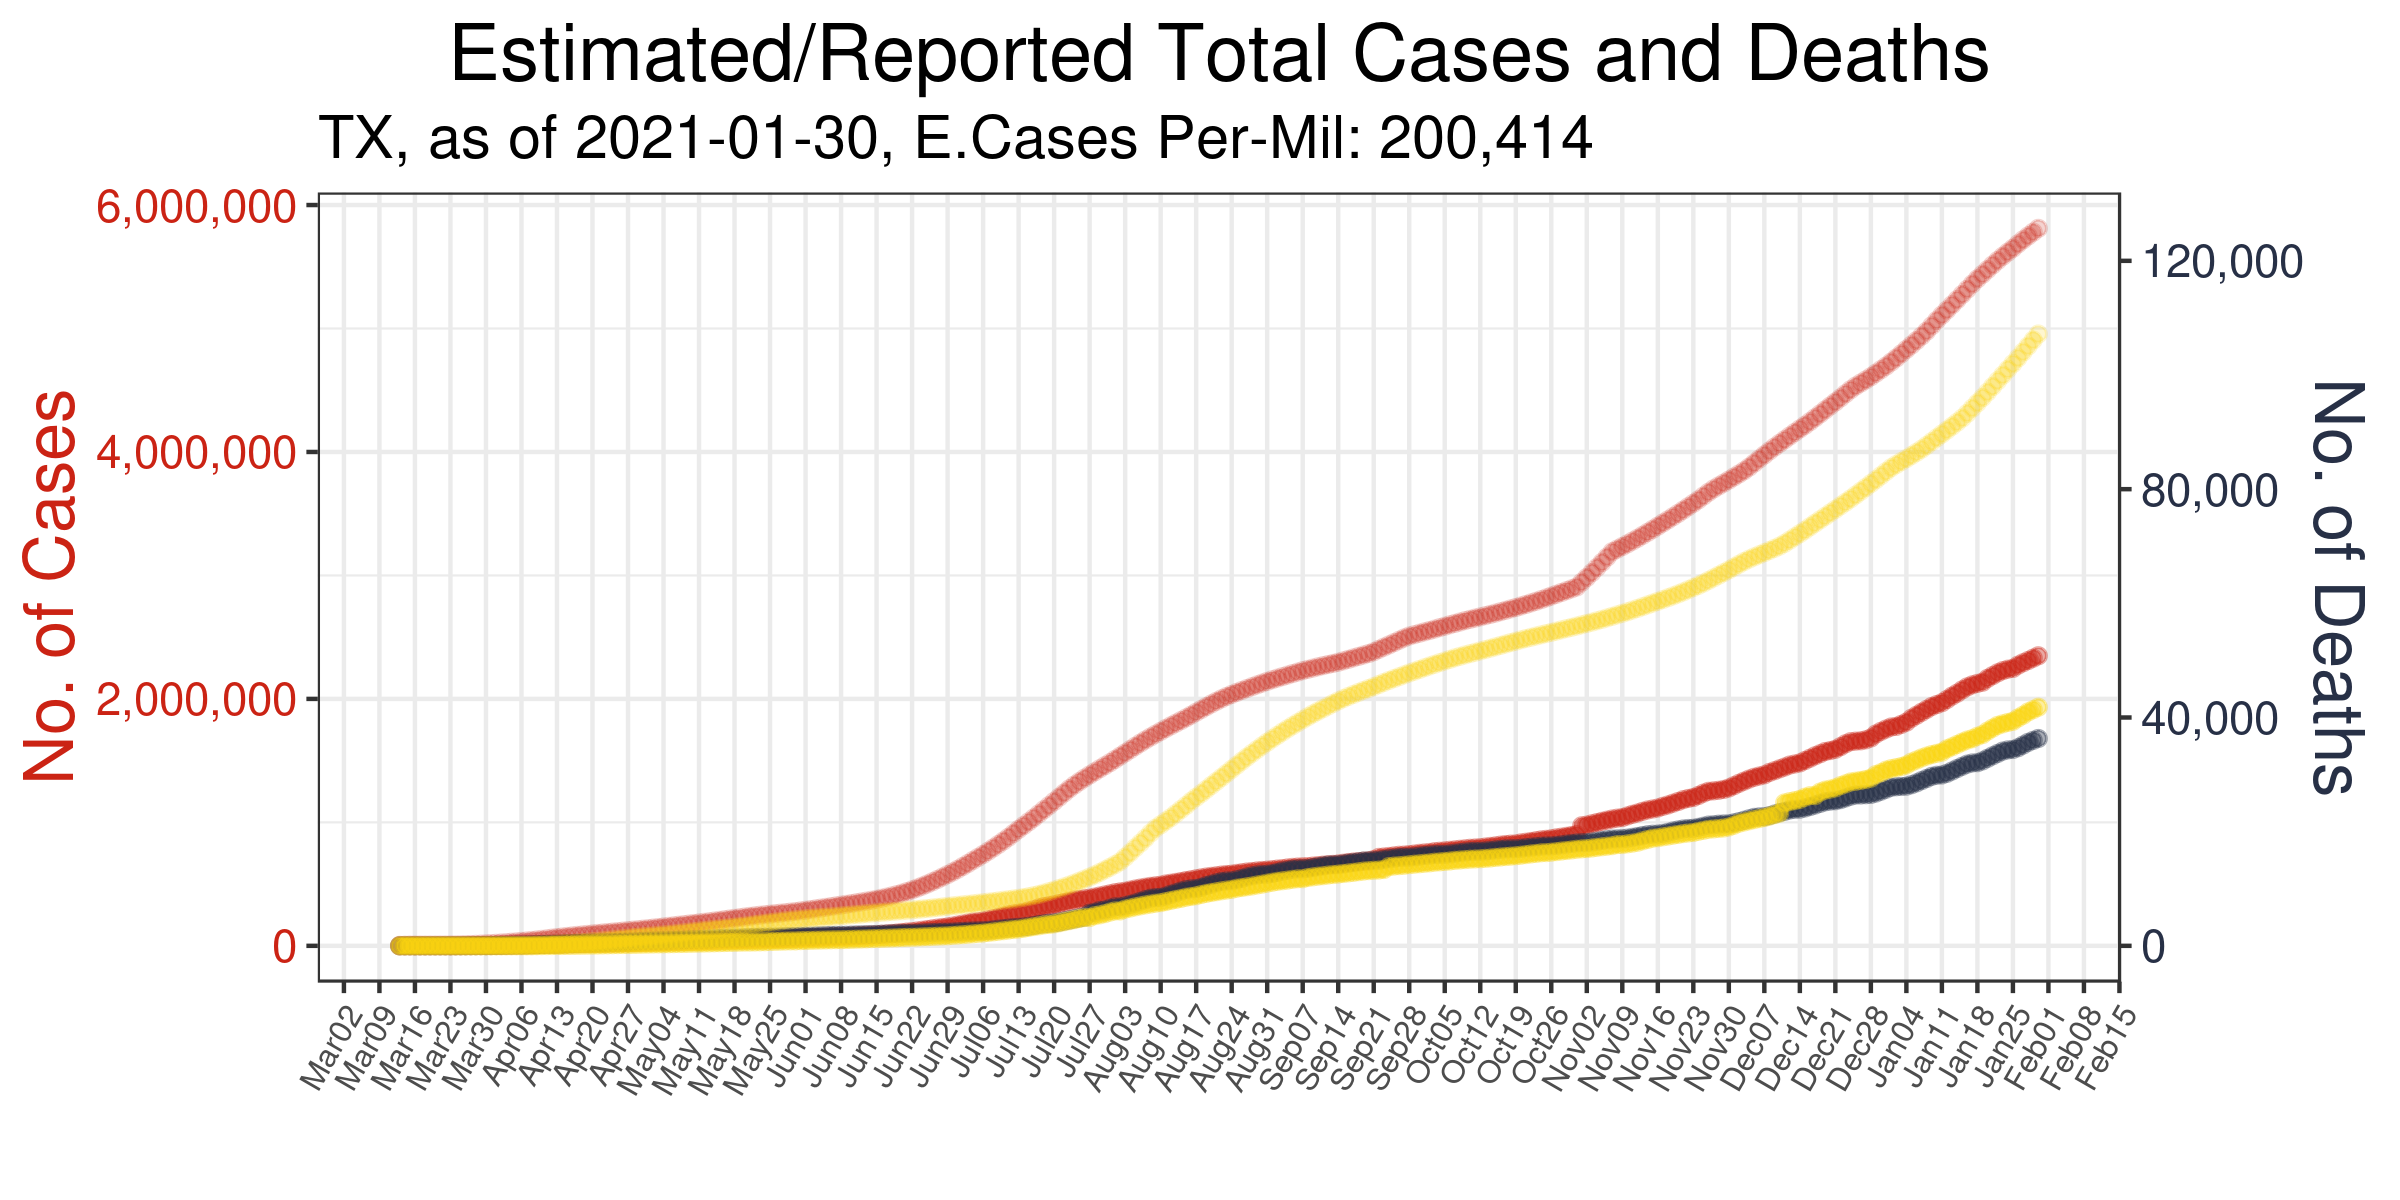 Estimated/Reported Total Cases and Deaths
TX, as of 2021-01-30, E.Cases Per-Mil: 200,414
No. of Cases
6,000,000
4,000,000
2,000,000
0
120,000
80,000
40,000
0
No. of Deaths
Mar02
Mar09
Mar16
Mar23
Mar30
Apr06
Apr13
Apr20
Apr27
May04
May11
May18
May25
Jun01
Jun08
Jun15
Jun22
Jun29
Jul06
Jul13
Jul20
Jul27
Aug03
Aug10
Aug17
Aug24
Aug31
Sep07
Sep14
Sep21
Sep28
Oct05
Oct12
Oct19
Oct26
Nov02
Nov09
Nov16
Nov23
Nov30
Dec07
Dec14
Dec21
Dec28
Jan04
Jan11
Jan18
Jan25
Feb01
Feb08
Feb15